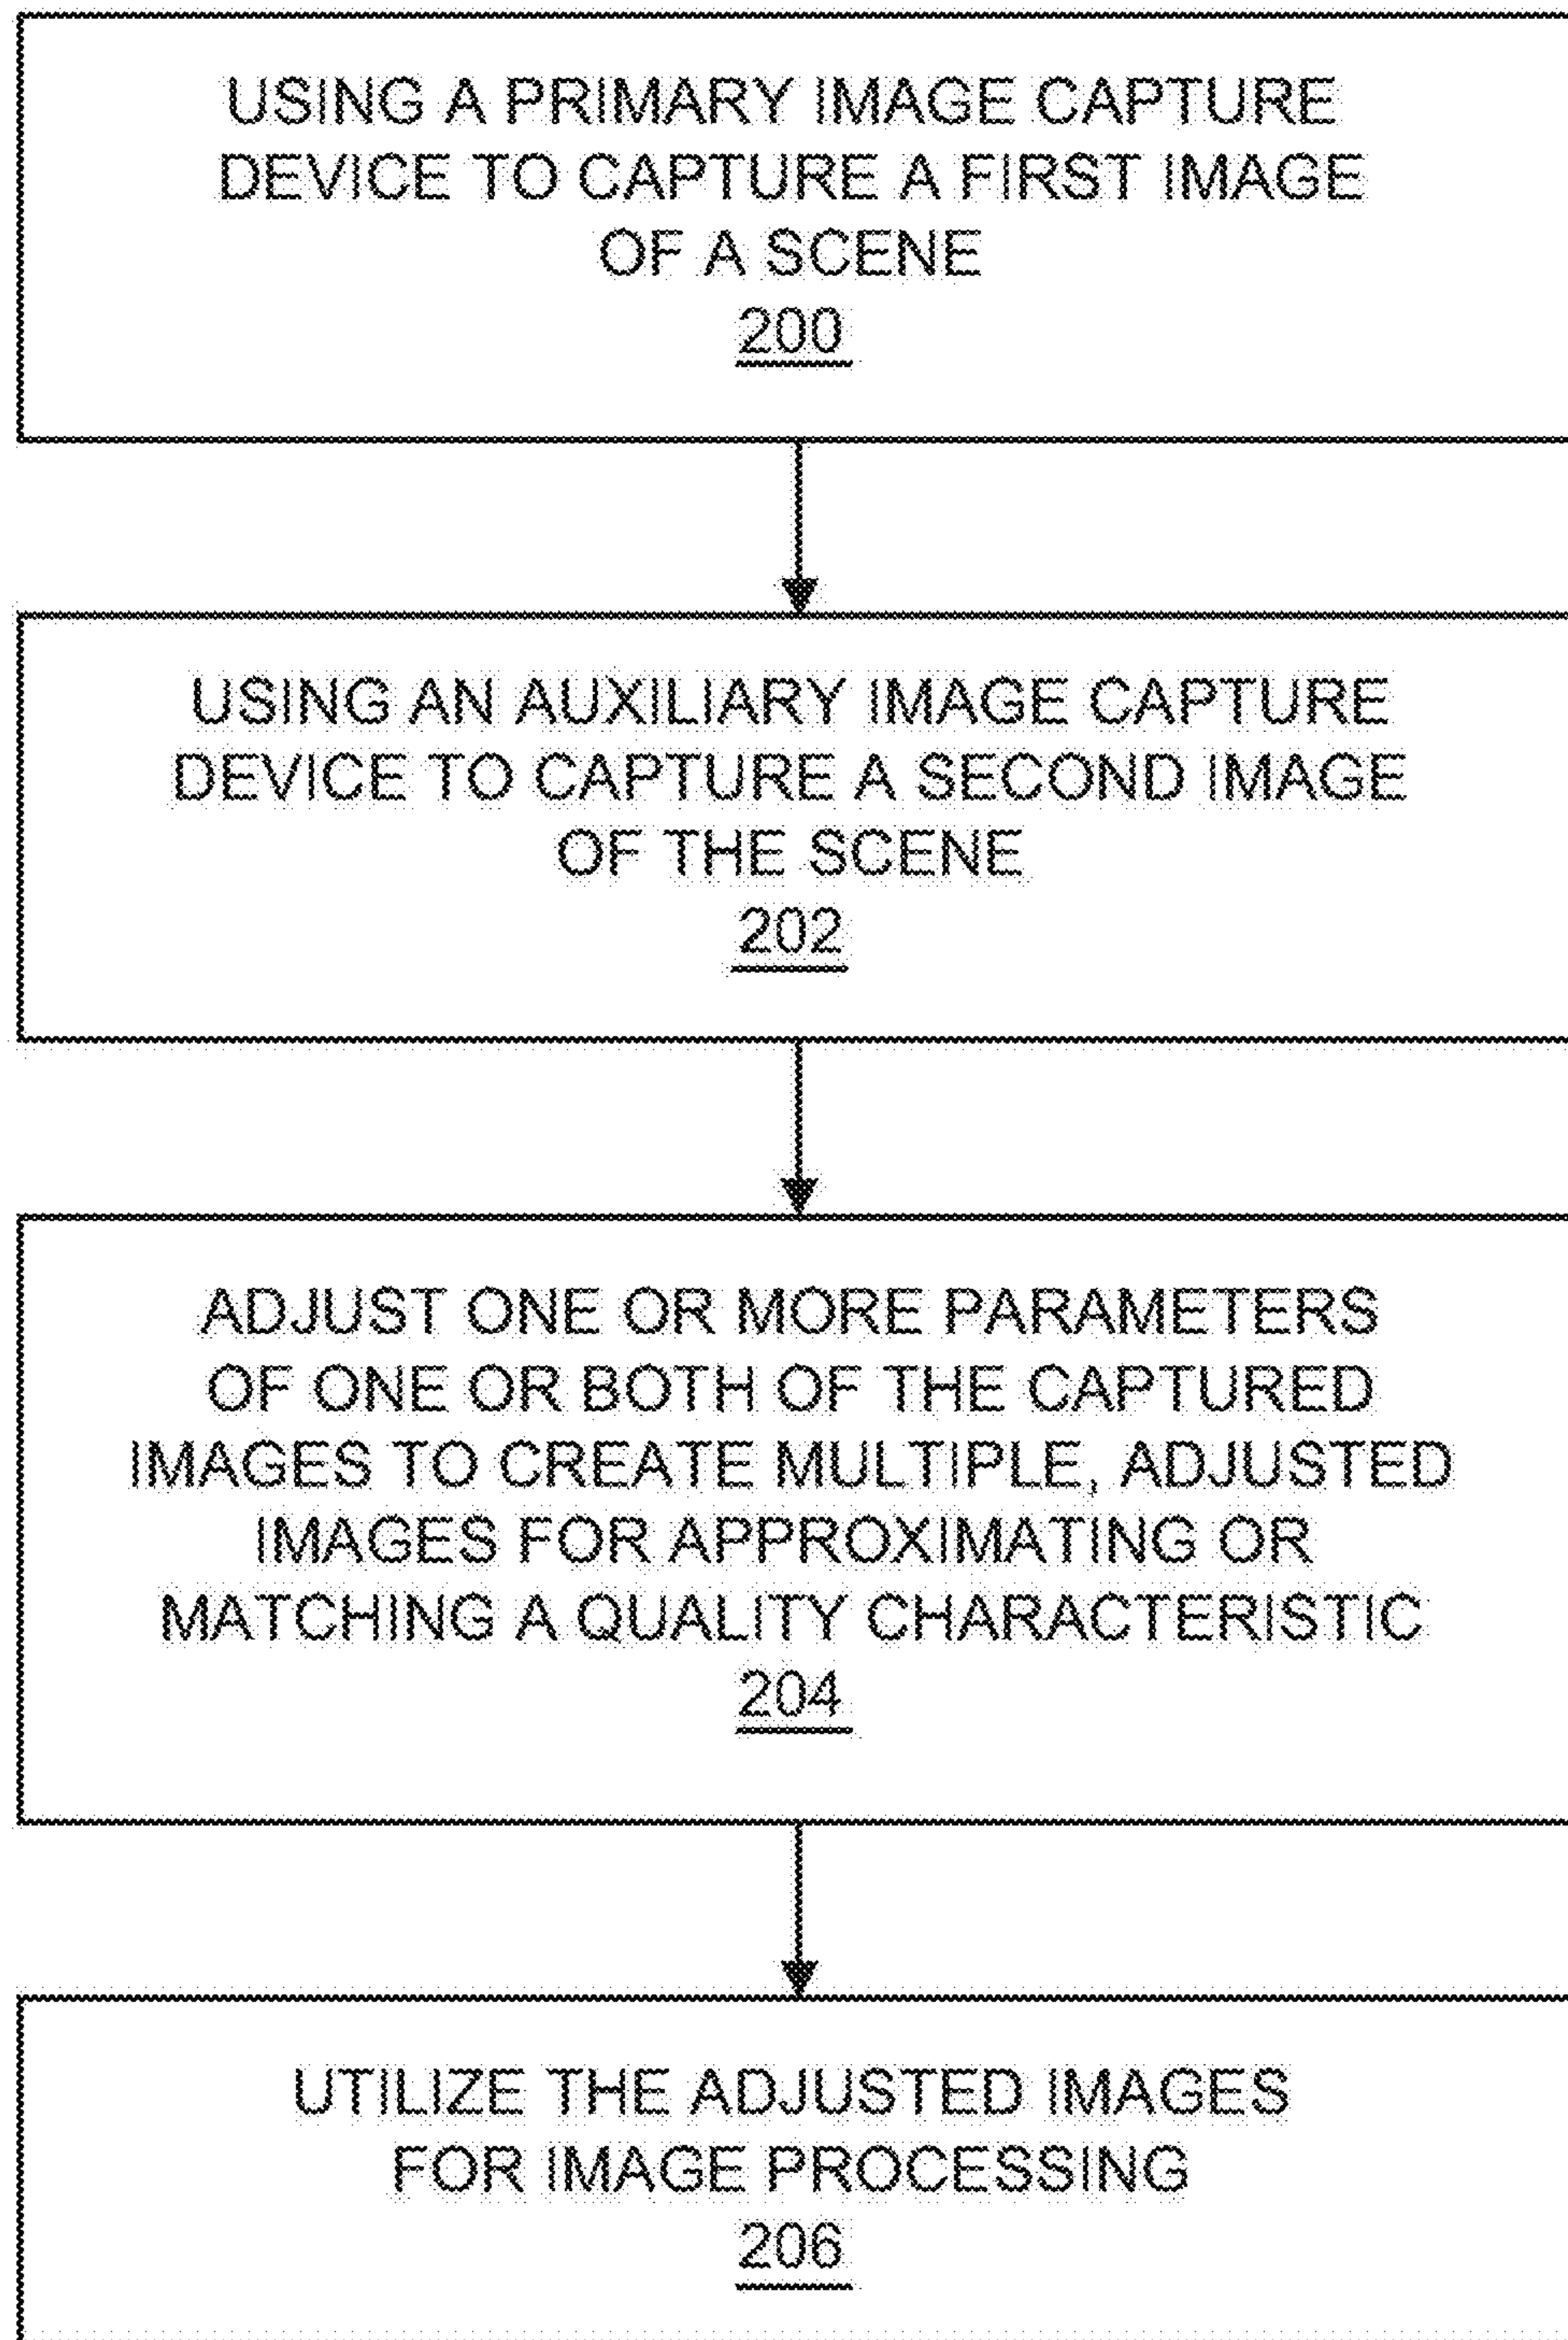 USING A PRIMARY IMAGE CAPTURE
DEVICE TO CAPTURE A FIRST IMAGE
OF A SCENE
200
USING AN AUXILIARY IMAGE CAPTURE
DEVICE TO CAPTURE A SECOND IMAGE
OF THE SCENE
202
ADJUST ONE OR MORE PARAMETERS
OF ONE OR BOTH OF THE CAPTURED
IMAGES TO CREATE MULTIPLE, ADJUSTED
IMAGES FOR APPROXIMATING OR
MATCHING A QUALITY CHARACTERISTIC
204
UTILIZE THE ADJUSTED IMAGES
FOR IMAGE PROCESSING
206